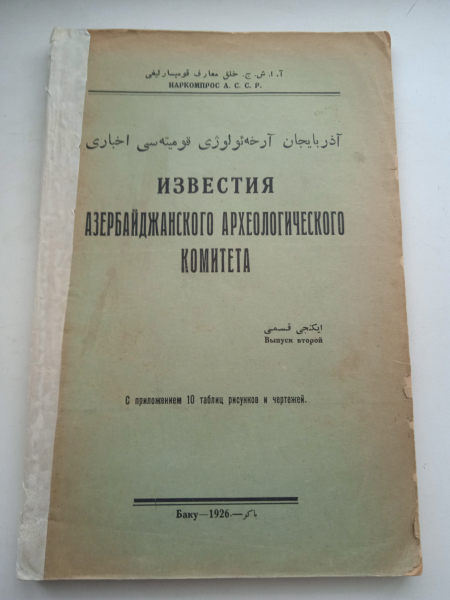 آ. ا. ش. ج. خلق معارف قومیسارلیغی
НАРКОМПРОС А. С. С. Р.
آذربایجان آرخه‌ئولوژی قومیته‌سی اخباری
ИЗВЕСТИЯ
АЗЕРБАЙДЖАНСКОГО АРХЕОЛОГИЧЕСКОГО
КОМИТЕТА
ایکنجی قسمی
Выпуск второй
С приложением 10 таблиц рисунков и чертежей.
Баку—1926.—باکو